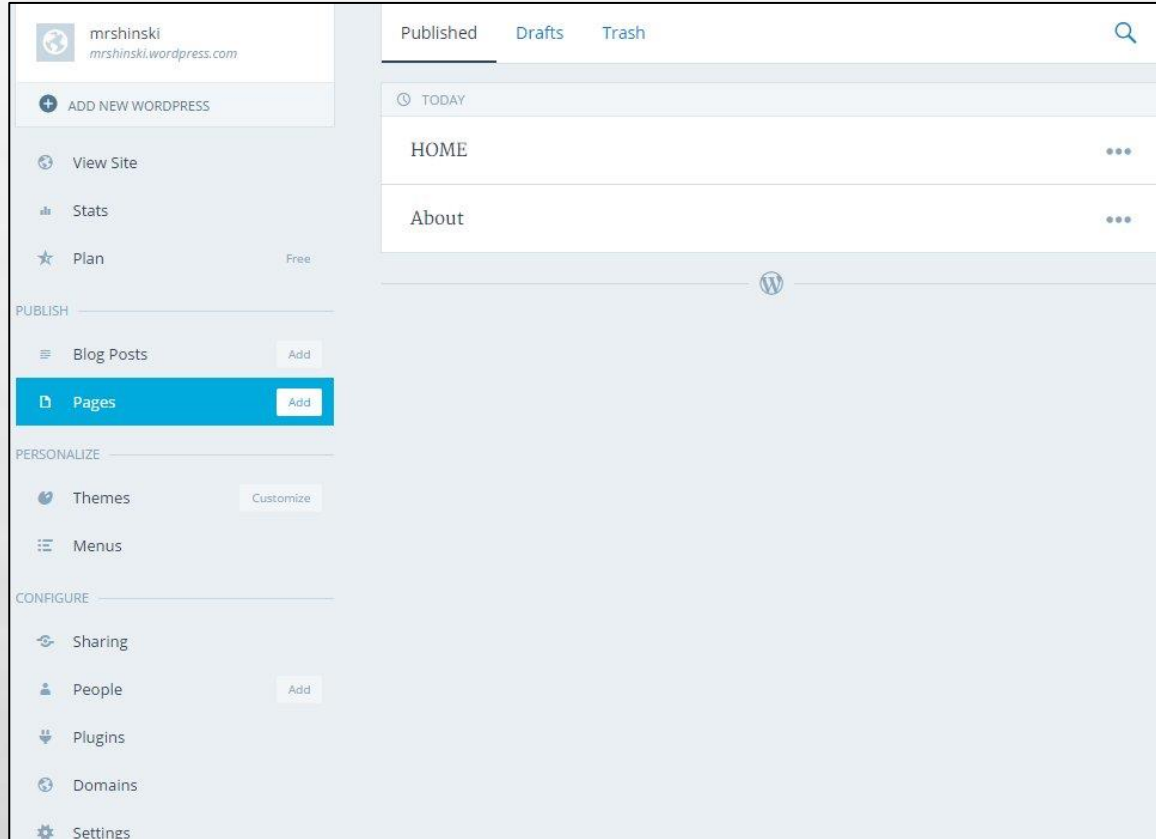 mrshinski
mrshinski.wordpress.com
ADD NEW WORDPRESS
View Site
Stats
Plan Free
PUBLISH
Blog Posts Add
Pages Add
PERSONALIZE
Themes Customize
Menus
CONFIGURE
Sharing
People Add
Plugins
Domains
Settings
Published Drafts Trash
TODAY
HOME
About